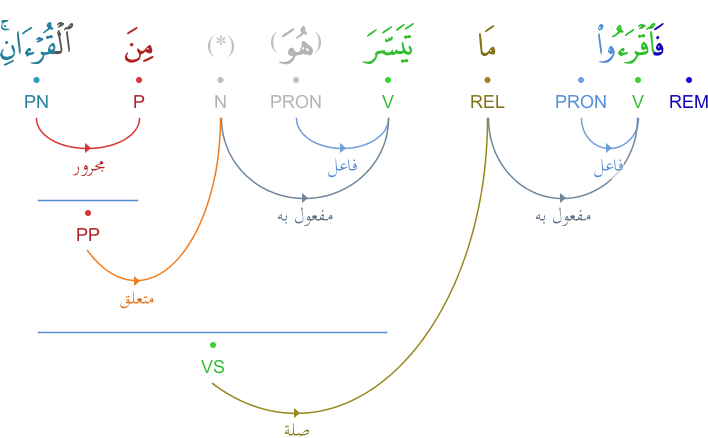 فَٱقْرَءُوا۟ مَا تَيَسَّرَ (هُوَ) (*) مِنَ ٱلْقُرْءَانِ ۚ
REM V PRON REL V PRON N P PN
فاعل فاعل مجرور
مفعول به مفعول به
PP
متعلق
VS
صلة